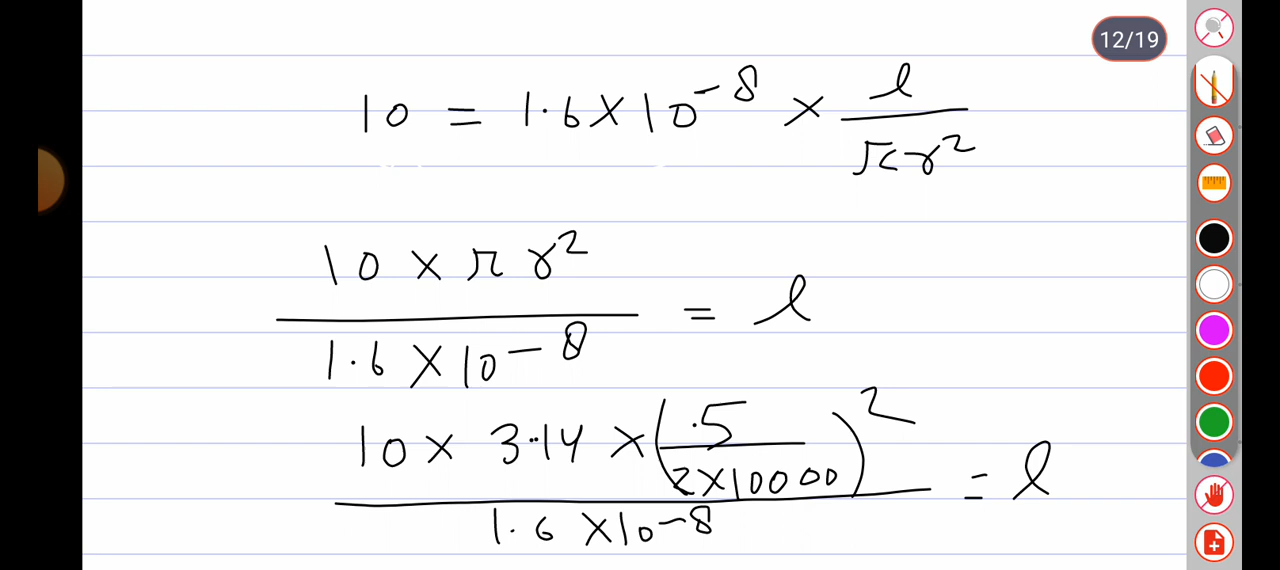 12/19
10 = 1.6 × 10⁻⁸ × l / πr²
10 × π r² / 1.6 × 10⁻⁸ = l
10 × 3.14 × (.5 / 2×10000)² / 1.6 × 10⁻⁸ = l